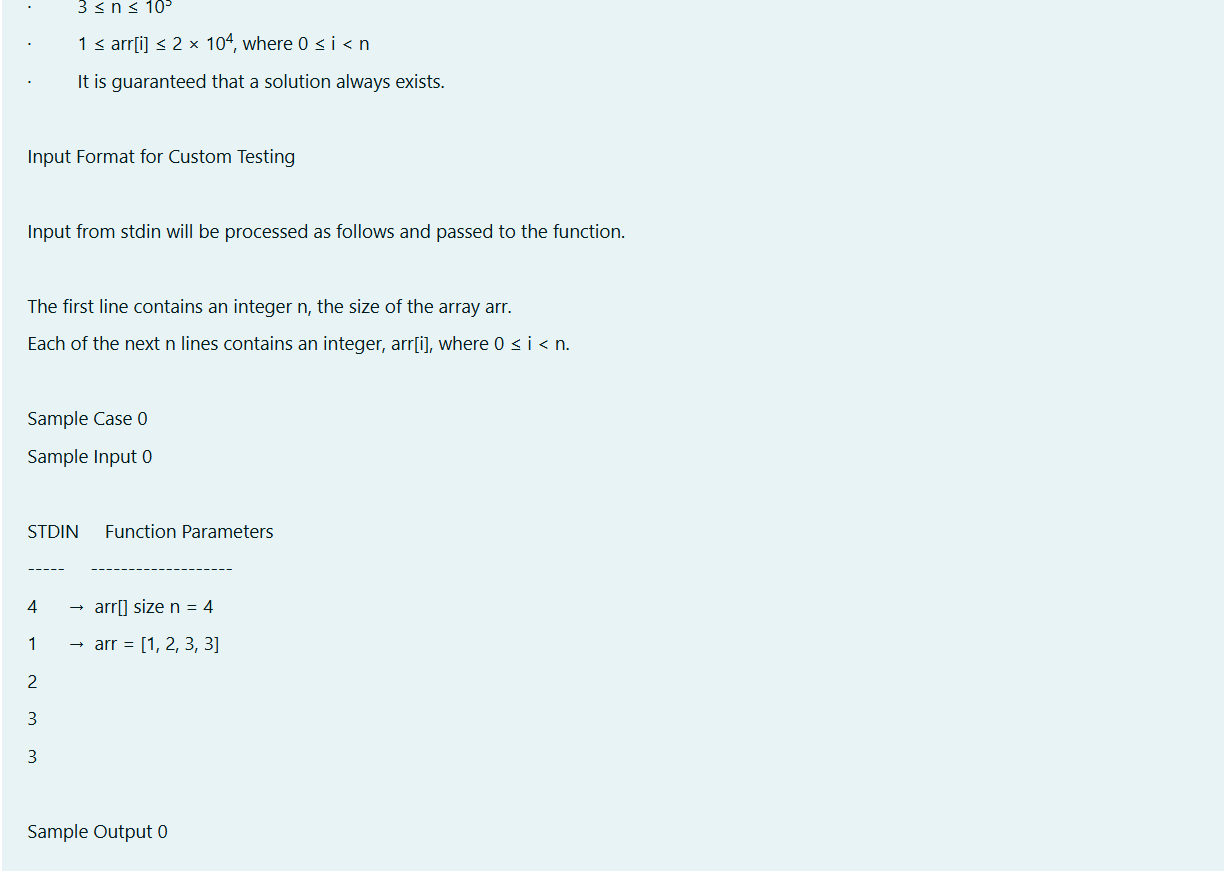 · 3 ≤ n ≤ 10⁵
· 1 ≤ arr[i] ≤ 2 × 10⁴, where 0 ≤ i < n
· It is guaranteed that a solution always exists.
Input Format for Custom Testing
Input from stdin will be processed as follows and passed to the function.
The first line contains an integer n, the size of the array arr.
Each of the next n lines contains an integer, arr[i], where 0 ≤ i < n.
Sample Case 0
Sample Input 0
STDIN Function Parameters
----- -------------------
4 → arr[] size n = 4
1 → arr = [1, 2, 3, 3]
2
3
3
Sample Output 0